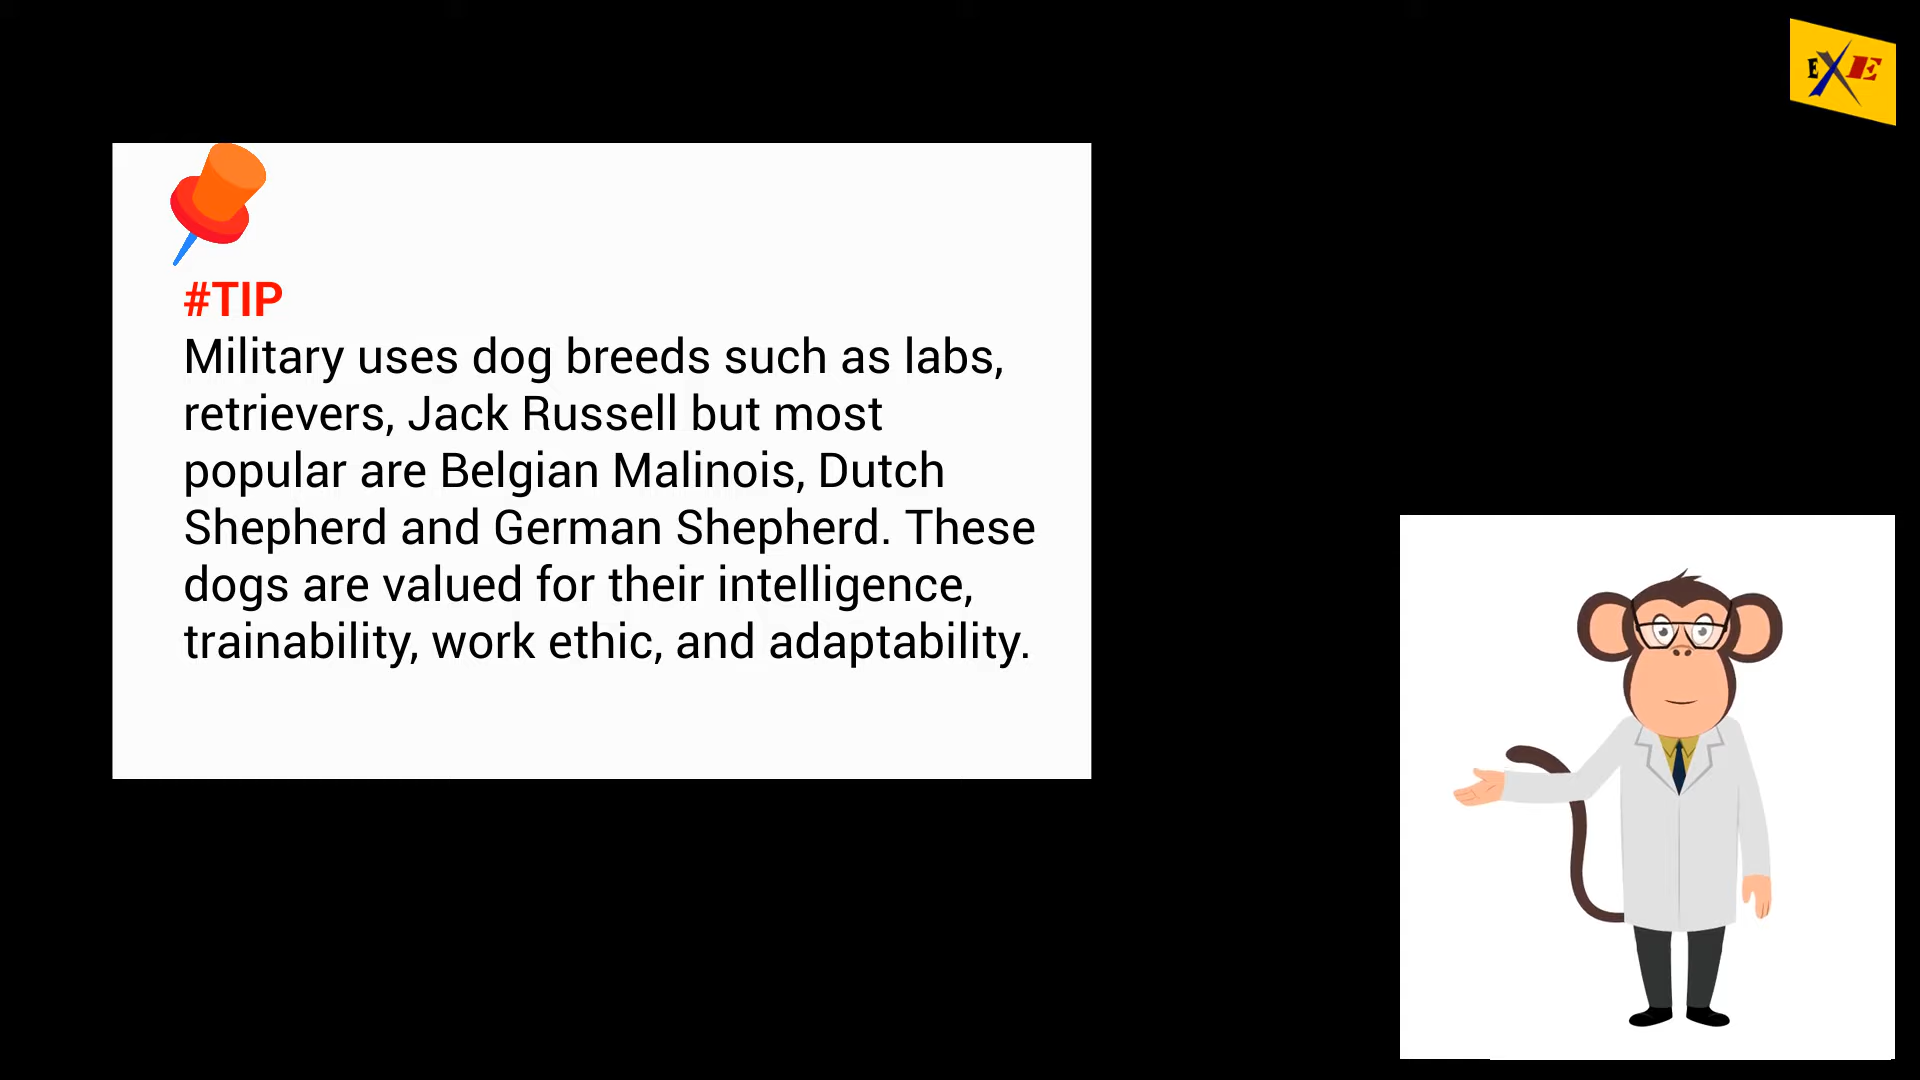 EXE
#TIP
Military uses dog breeds such as labs,
retrievers, Jack Russell but most
popular are Belgian Malinois, Dutch
Shepherd and German Shepherd. These
dogs are valued for their intelligence,
trainability, work ethic, and adaptability.